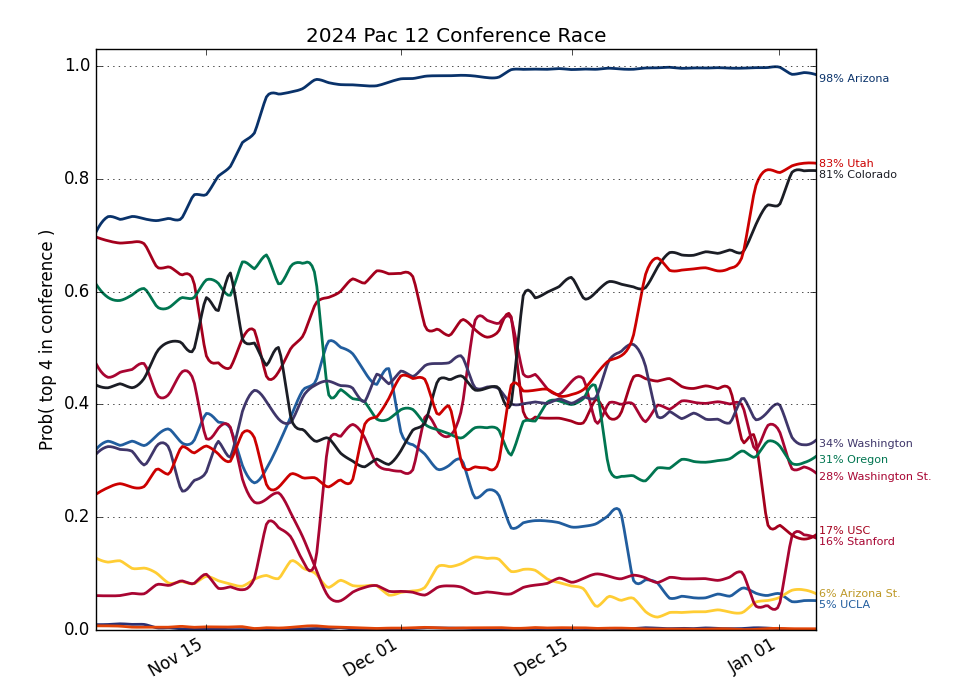 2024 Pac 12 Conference Race
Prob( top 4 in conference )
1.0
0.8
0.6
0.4
0.2
0.0
Nov 15
Dec 01
Dec 15
Jan 01
98% Arizona
83% Utah
81% Colorado
34% Washington
31% Oregon
28% Washington St.
17% USC
16% Stanford
6% Arizona St.
5% UCLA